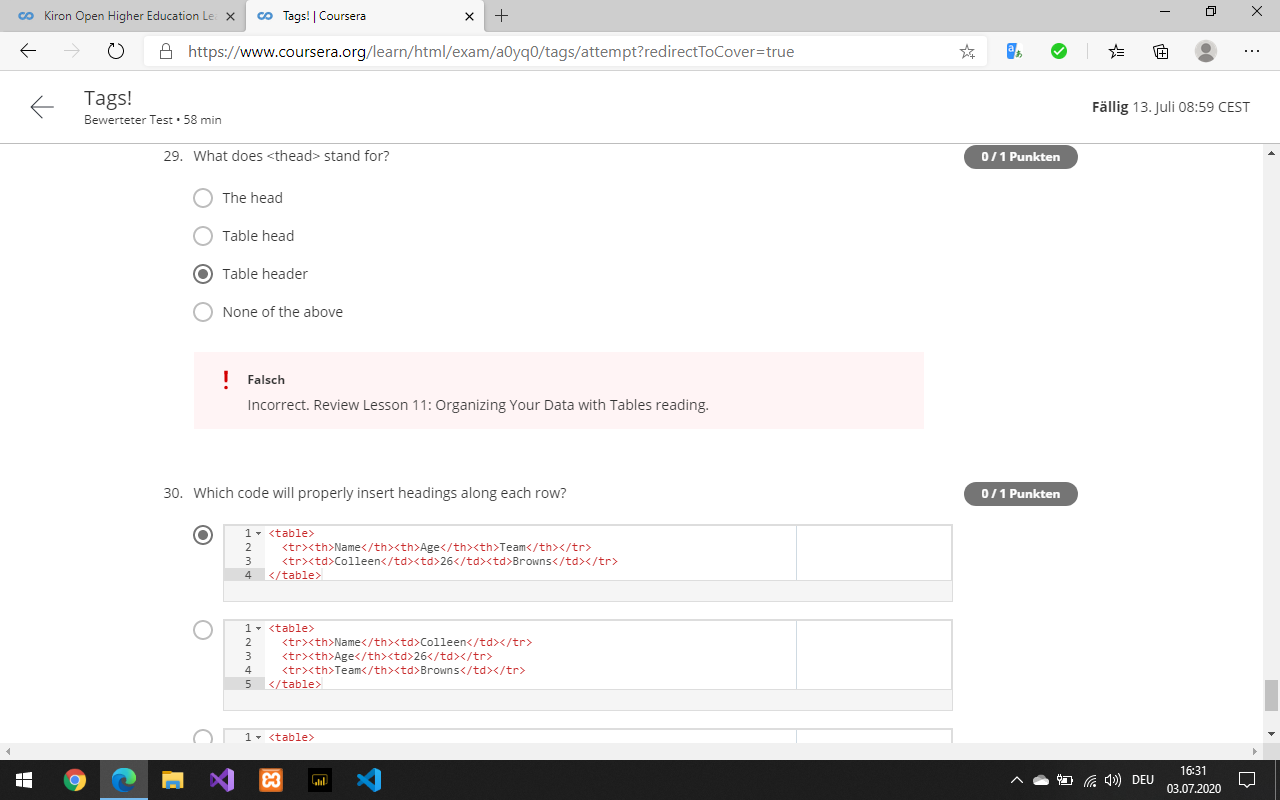 Kiron Open Higher Education Le
Tags! | Coursera
https://www.coursera.org/learn/html/exam/a0yq0/tags/attempt?redirectToCover=true
Tags!
Bewerteter Test • 58 min
Fällig 13. Juli 08:59 CEST
29. What does <thead> stand for?
0 / 1 Punkten
The head
Table head
Table header
None of the above
Falsch
Incorrect. Review Lesson 11: Organizing Your Data with Tables reading.
30. Which code will properly insert headings along each row?
0 / 1 Punkten
1 <table>
2 <tr><th>Name</th><th>Age</th><th>Team</th></tr>
3 <tr><td>Colleen</td><td>26</td><td>Browns</td></tr>
4 </table>
1 <table>
2 <tr><th>Name</th><td>Colleen</td></tr>
3 <tr><th>Age</th><td>26</td></tr>
4 <tr><th>Team</th><td>Browns</td></tr>
5 </table>
1 <table>
DEU
16:31
03.07.2020